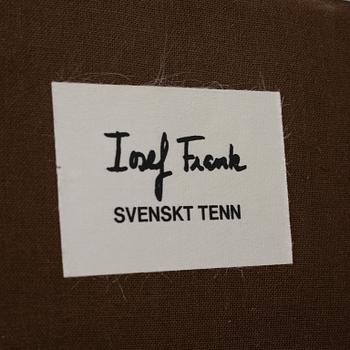 Josef Frank
SVENSKT TENN